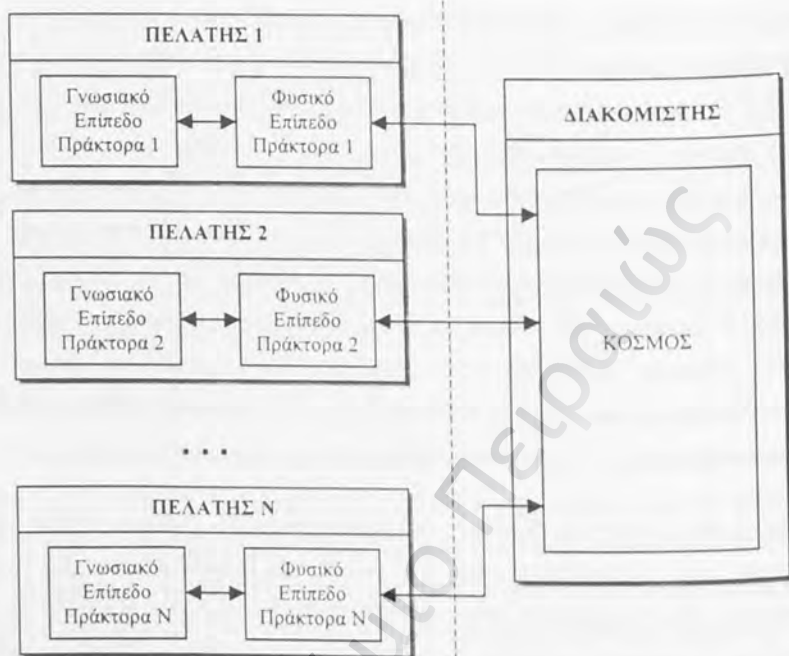 ΠΕΛΑΤΗΣ 1
Γνωσιακό
Επίπεδο
Πράκτορα 1
Φυσικό
Επίπεδο
Πράκτορα 1
ΠΕΛΑΤΗΣ 2
Γνωσιακό
Επίπεδο
Πράκτορα 2
Φυσικό
Επίπεδο
Πράκτορα 2
. . .
ΠΕΛΑΤΗΣ Ν
Γνωσιακό
Επίπεδο
Πράκτορα Ν
Φυσικό
Επίπεδο
Πράκτορα Ν
ΔΙΑΚΟΜΙΣΤΗΣ
ΚΟΣΜΟΣ
Πειραιώς